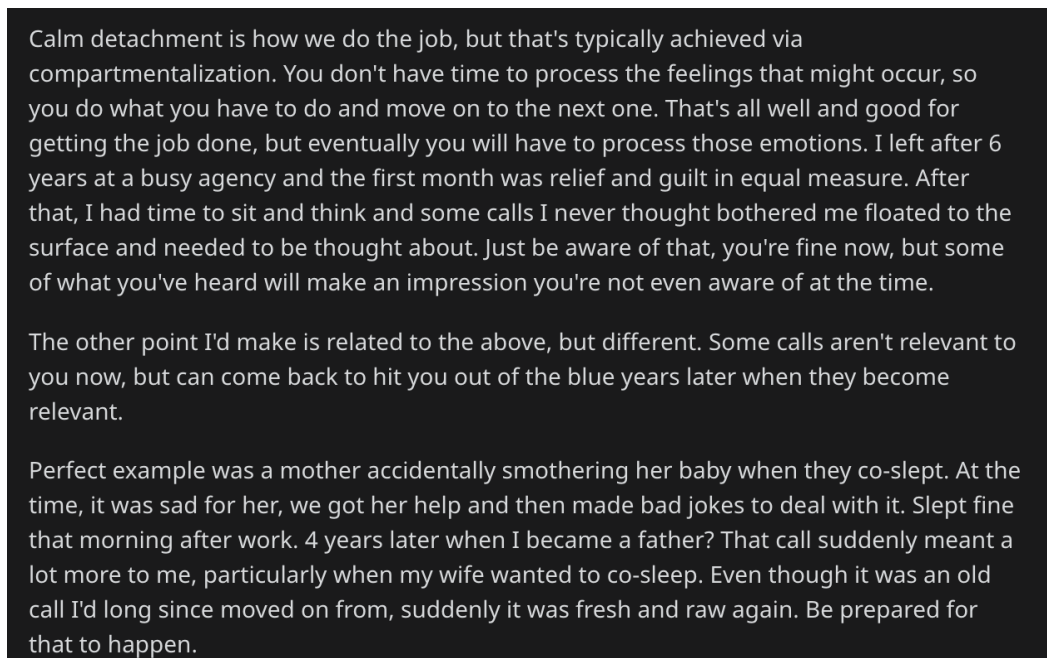 Calm detachment is how we do the job, but that's typically achieved via
compartmentalization. You don't have time to process the feelings that might occur, so
you do what you have to do and move on to the next one. That's all well and good for
getting the job done, but eventually you will have to process those emotions. I left after 6
years at a busy agency and the first month was relief and guilt in equal measure. After
that, I had time to sit and think and some calls I never thought bothered me floated to the
surface and needed to be thought about. Just be aware of that, you're fine now, but some
of what you've heard will make an impression you're not even aware of at the time.
The other point I'd make is related to the above, but different. Some calls aren't relevant to
you now, but can come back to hit you out of the blue years later when they become
relevant.
Perfect example was a mother accidentally smothering her baby when they co-slept. At the
time, it was sad for her, we got her help and then made bad jokes to deal with it. Slept fine
that morning after work. 4 years later when I became a father? That call suddenly meant a
lot more to me, particularly when my wife wanted to co-sleep. Even though it was an old
call I'd long since moved on from, suddenly it was fresh and raw again. Be prepared for
that to happen.